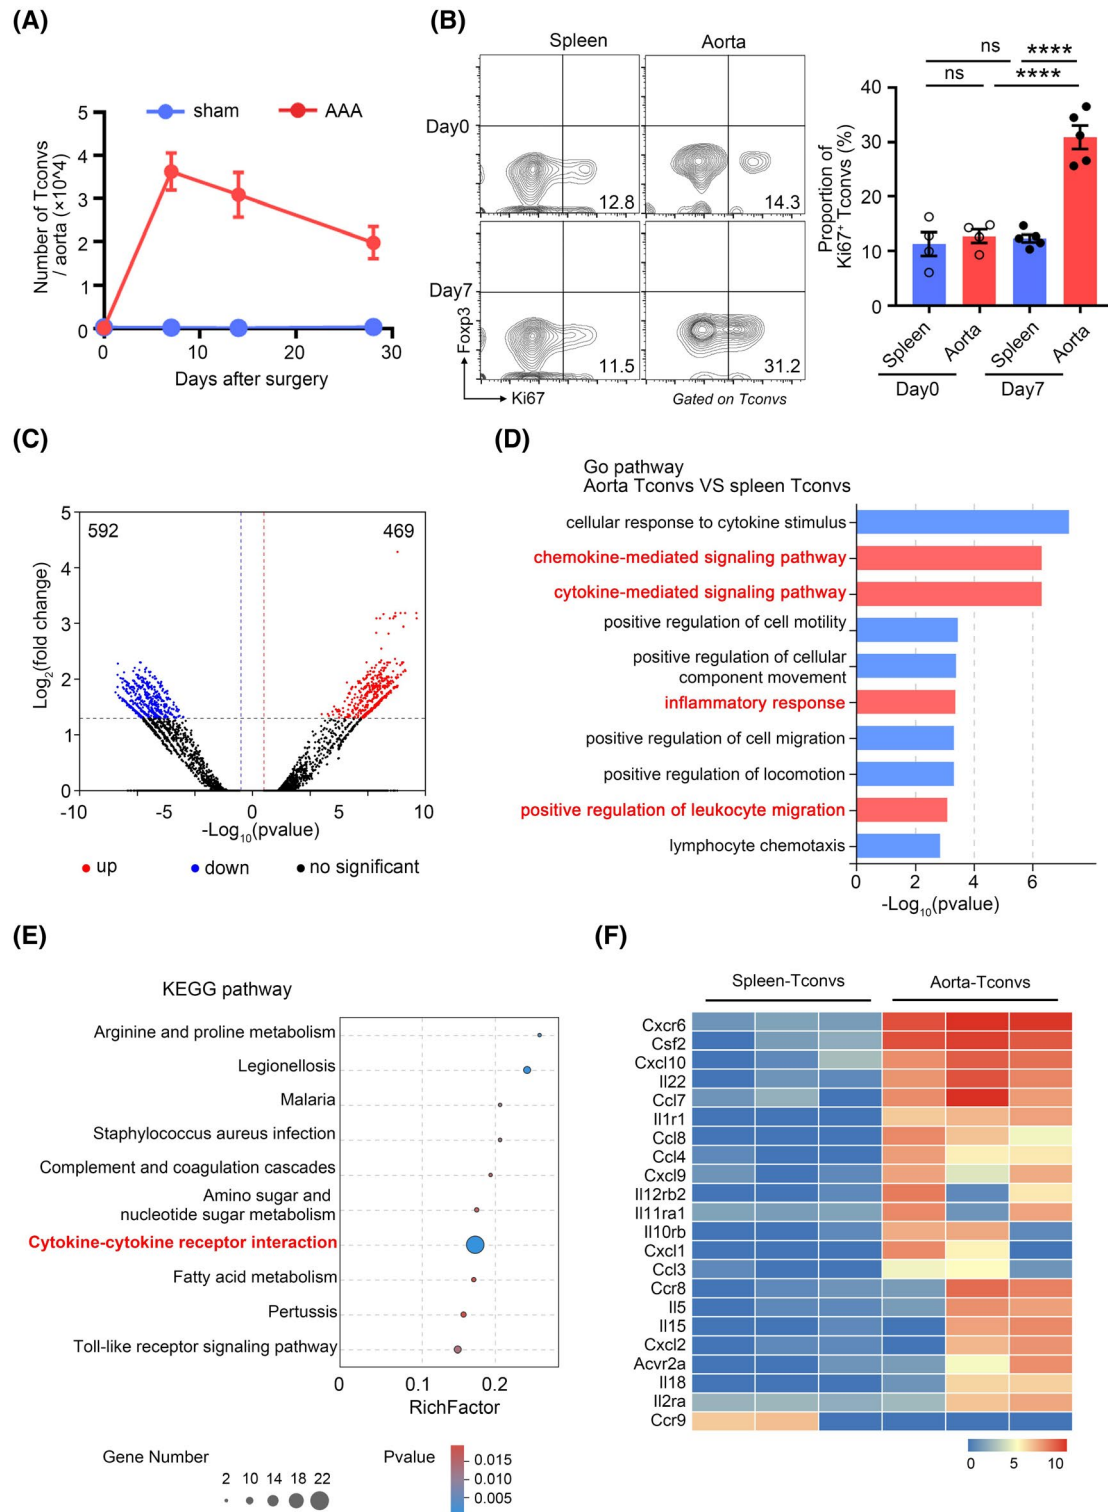 (A)
sham
AAA
Number of Tconvs
/ aorta (×10^4)
5
4
3
2
1
0
0
10
20
30
Days after surgery
(B)
Spleen
Aorta
Day0
12.8
14.3
Day7
11.5
31.2
Foxp3
Ki67
Gated on Tconvs
ns
****
ns
****
Proportion of
Ki67⁺ Tconvs (%)
40
30
20
10
0
Spleen
Aorta
Spleen
Aorta
Day0
Day7
(C)
592
469
Log₂(fold change)
5
4
3
2
1
0
-10
-5
0
5
10
-Log₁₀(pvalue)
up
down
no significant
(D)
Go pathway
Aorta Tconvs VS spleen Tconvs
cellular response to cytokine stimulus
chemokine-mediated signaling pathway
cytokine-mediated signaling pathway
positive regulation of cell motility
positive regulation of cellular
component movement
inflammatory response
positive regulation of cell migration
positive regulation of locomotion
positive regulation of leukocyte migration
lymphocyte chemotaxis
0
2
4
6
-Log₁₀(pvalue)
(E)
KEGG pathway
Arginine and proline metabolism
Legionellosis
Malaria
Staphylococcus aureus infection
Complement and coagulation cascades
Amino sugar and
nucleotide sugar metabolism
Cytokine-cytokine receptor interaction
Fatty acid metabolism
Pertussis
Toll-like receptor signaling pathway
0
0.1
0.2
RichFactor
Gene Number
2 10 14 18 22
Pvalue
0.015
0.010
0.005
(F)
Spleen-Tconvs
Aorta-Tconvs
Cxcr6
Csf2
Cxcl10
Il22
Ccl7
Il1r1
Ccl8
Ccl4
Cxcl9
Il12rb2
Il11ra1
Il10rb
Cxcl1
Ccl3
Ccr8
Il5
Il15
Cxcl2
Acvr2a
Il18
Il2ra
Ccr9
0
5
10